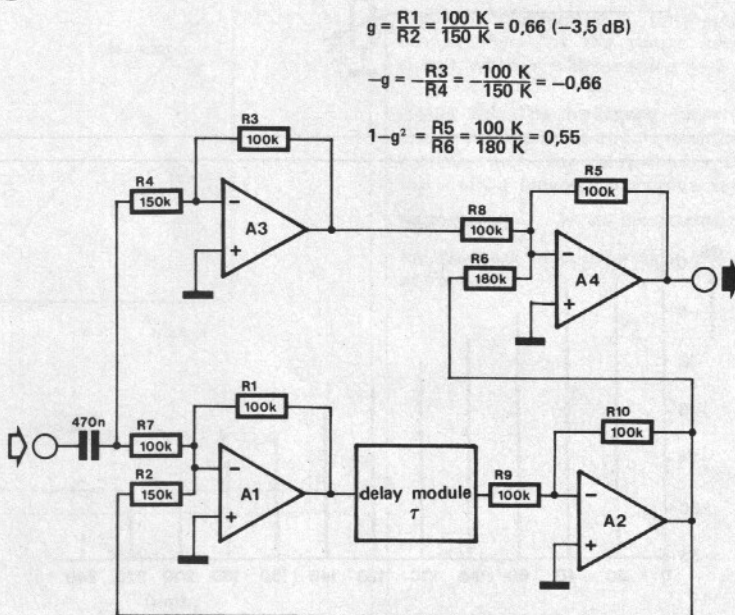 g = R1/R2 = 100 K/150 K = 0,66 (−3,5 dB)
−g = −R3/R4 = −100 K/150 K = −0,66
1−g² = R5/R6 = 100 K/180 K = 0,55
R3
100k
R4
150k
−
+
A3
R5
100k
R8
100k
R6
180k
−
+
A4
470n
R7
100k
R2
150k
R1
100k
−
+
A1
delay module
τ
R9
100k
R10
100k
−
+
A2